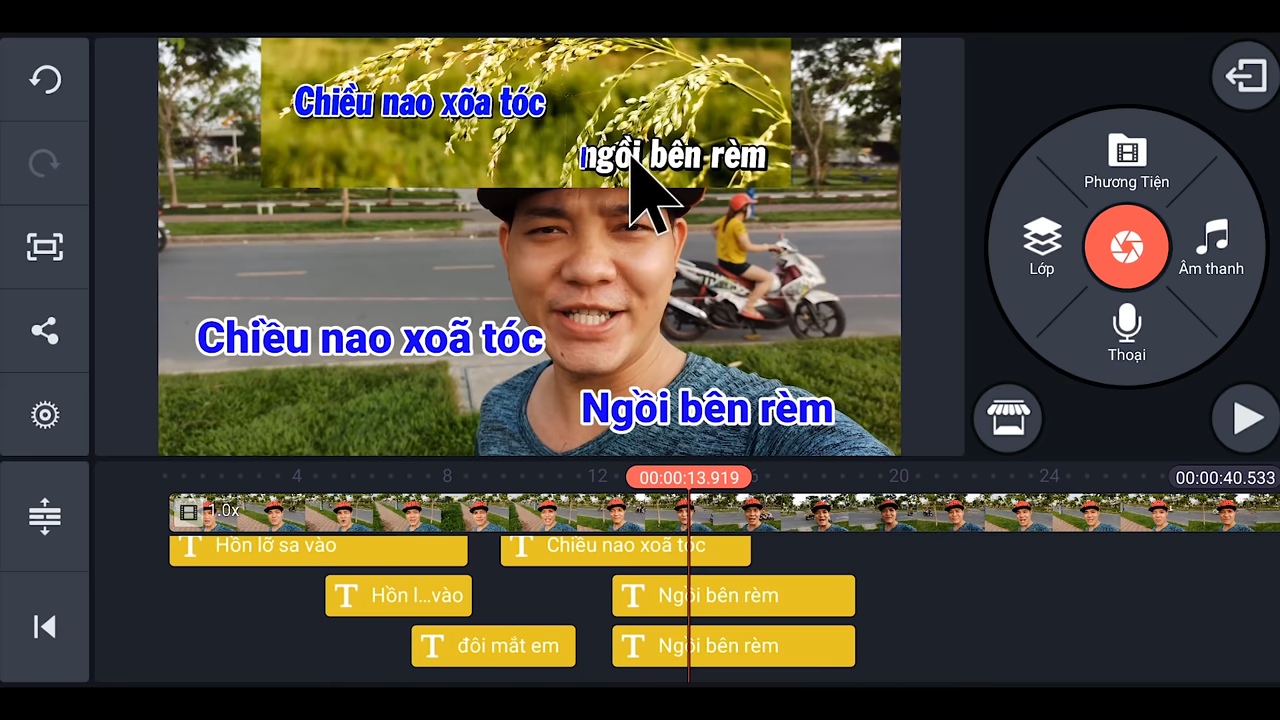 Chiều nao xõa tóc
ngồi bên rèm
Chiều nao xoã tóc
Ngồi bên rèm
Phương Tiện
Lớp
Âm thanh
Thoại
4
8
12
00:00:13.919
6
20
24
00:00:40.533
1.0x
T Hồn lỡ sa vào
T Chiều nao xoã tóc
T Hồn l...vào
T Ngồi bên rèm
T đôi mắt em
T Ngồi bên rèm